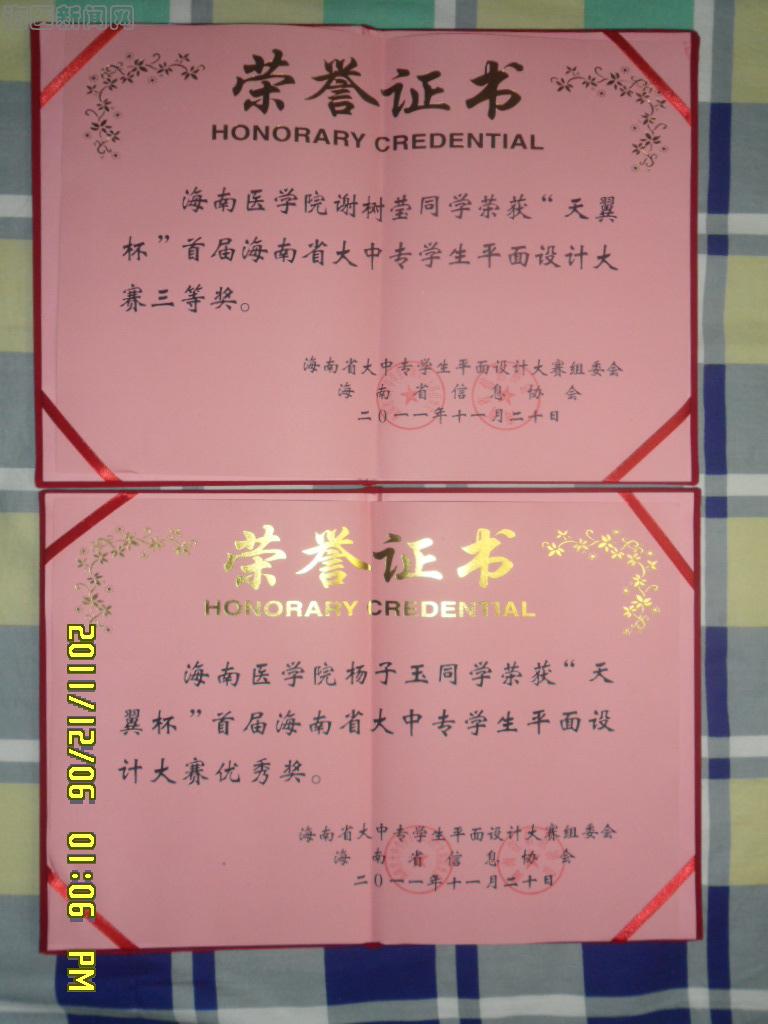 海医新闻网
荣誉证书
HONORARY CREDENTIAL
海南医学院谢树莹同学荣获“天翼
杯”首届海南省大中专学生平面设计大
赛三等奖。
海南省大中专学生平面设计大赛组委会
海南省信息协会
二〇一一年十一月二十日
荣誉证书
HONORARY CREDENTIAL
海南医学院杨子玉同学荣获“天
翼杯”首届海南省大中专学生平面设
计大赛优秀奖。
海南省大中专学生平面设计大赛组委会
海南省信息协会
二〇一一年十一月二十日
2011/12/06 01:06 PM